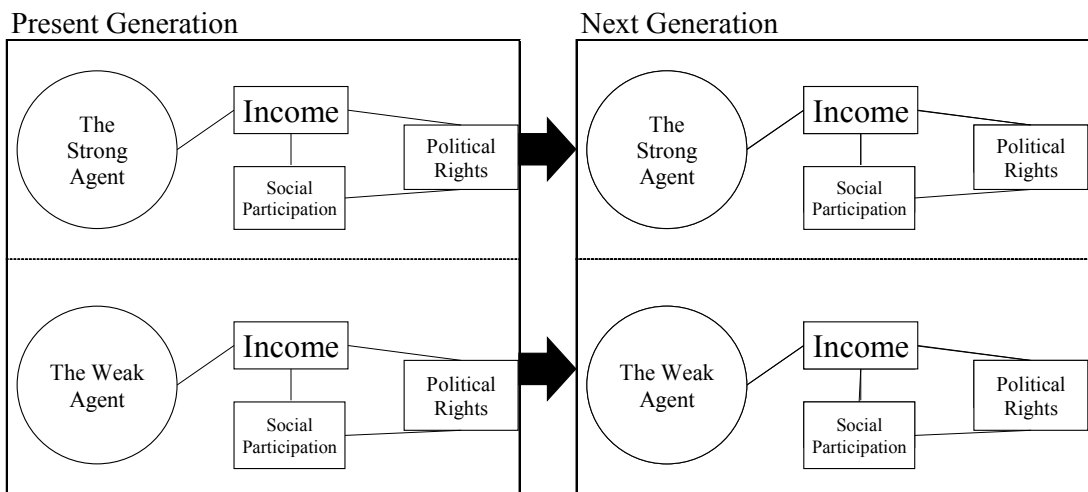 Present Generation
The
Strong
Agent
Income
Social
Participation
Political
Rights
The Weak
Agent
Income
Social
Participation
Political
Rights
Next Generation
The
Strong
Agent
Income
Social
Participation
Political
Rights
The Weak
Agent
Income
Social
Participation
Political
Rights